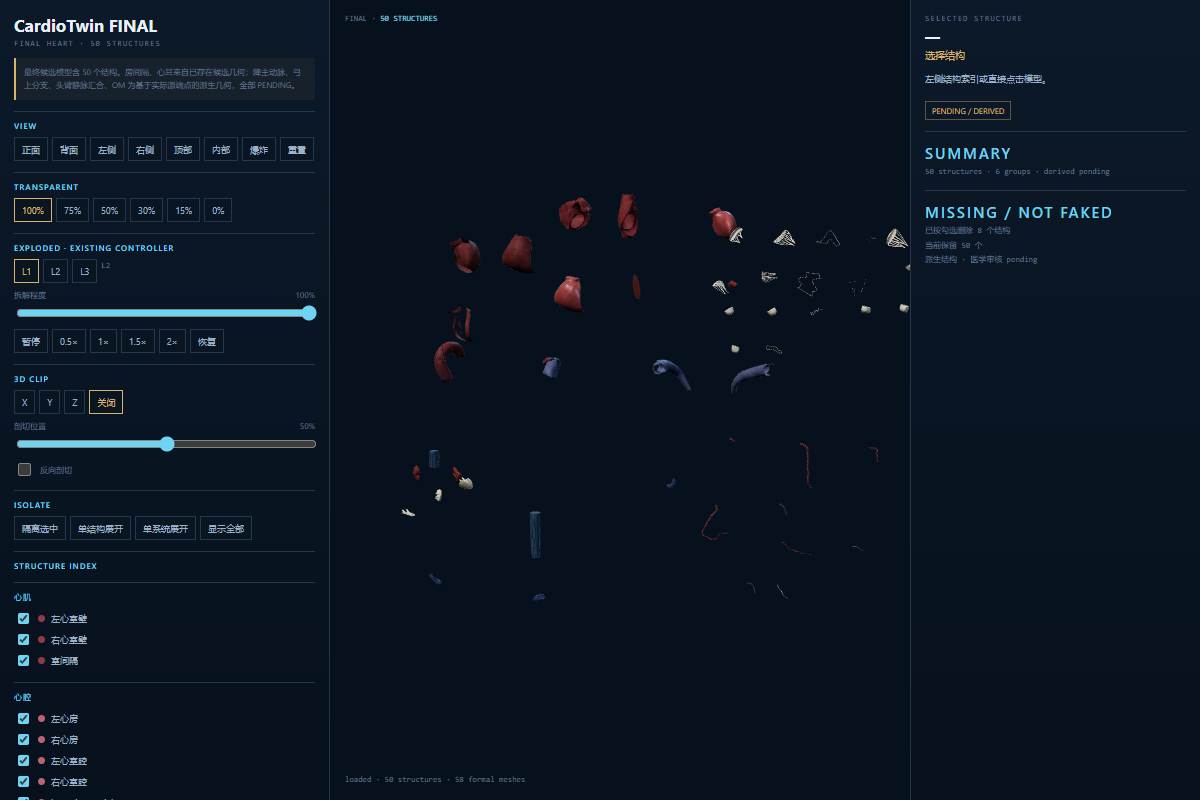 CardioTwin FINAL
FINAL HEART · 50 STRUCTURES
最终候选模型含 50 个结构。房间隔、心耳来自已存在候选几何；降主动脉、弓
上分支、头臂静脉汇合、OM 为基于实际源端点的派生几何，全部 PENDING。
VIEW
正面 背面 左侧 右侧 顶部 内部 爆炸 重置
TRANSPARENT
100% 75% 50% 30% 15% 0%
EXPLODED · EXISTING CONTROLLER
L1 L2 L3 L2
拆解程度 100%
暂停 0.5× 1× 1.5× 2× 恢复
3D CLIP
X Y Z 关闭
剖切位置 50%
反向剖切
ISOLATE
隔离选中 单结构展开 单系统展开 显示全部
STRUCTURE INDEX
心肌
左心室壁
右心室壁
室间隔
心腔
左心房
右心房
左心室腔
右心室腔
FINAL · 50 STRUCTURES
loaded · 50 structures · 58 formal meshes
SELECTED STRUCTURE
—
选择结构
左侧结构索引或直接点击模型。
PENDING / DERIVED
SUMMARY
50 structures · 6 groups · derived pending
MISSING / NOT FAKED
已按勾选删除 8 个结构
当前保留 50 个
派生结构 · 医学审核 pending